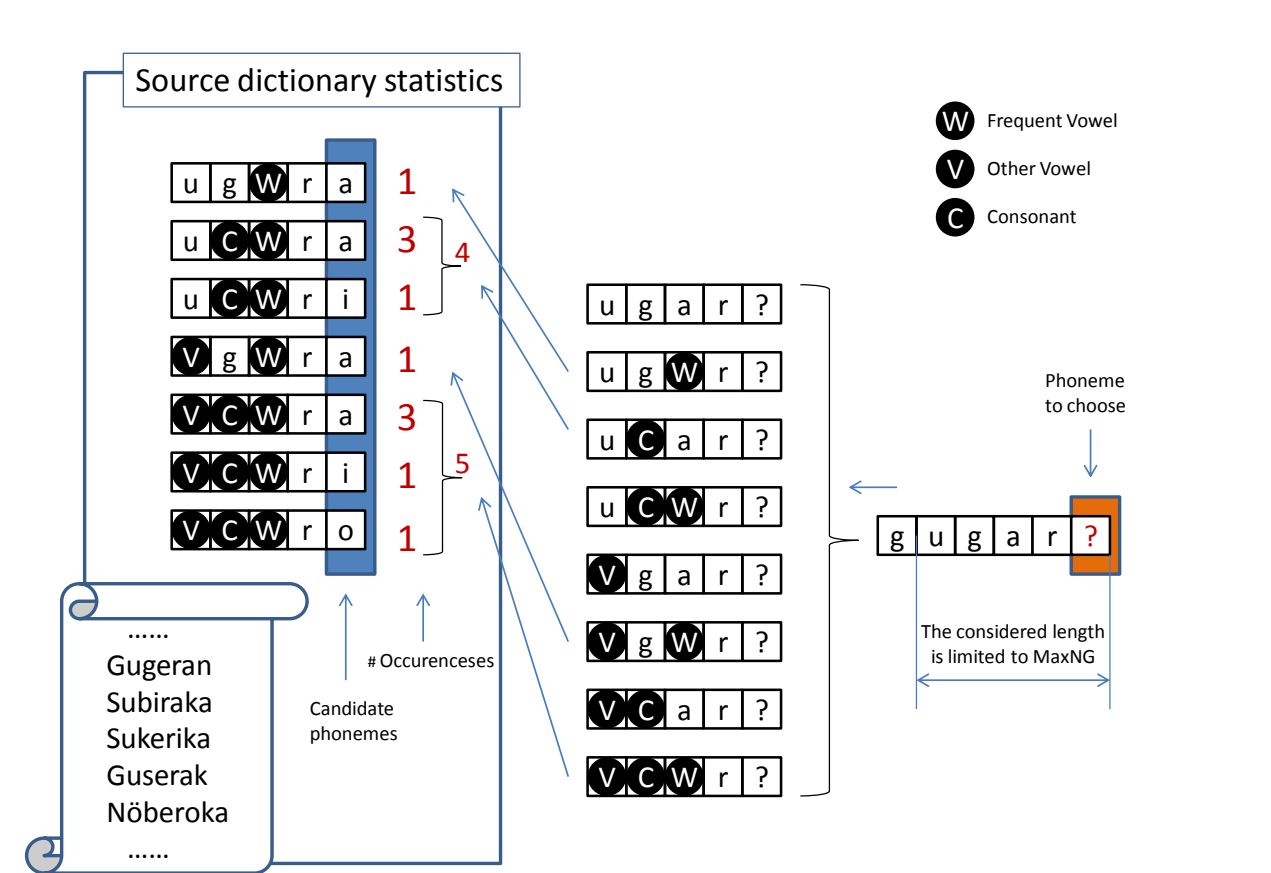 Source dictionary statistics
u g W r a 1
u C W r a 3
4
u C W r i 1
V g W r a 1
V C W r a 3
V C W r i 1
5
V C W r o 1
Candidate
phonemes
# Occurenceses
......
Gugeran
Subiraka
Sukerika
Guserak
Nöberoka
......
u g a r ?
u g W r ?
u C a r ?
u C W r ?
V g a r ?
V g W r ?
V C a r ?
V C W r ?
W Frequent Vowel
V Other Vowel
C Consonant
Phoneme
to choose
g u g a r ?
The considered length
is limited to MaxNG